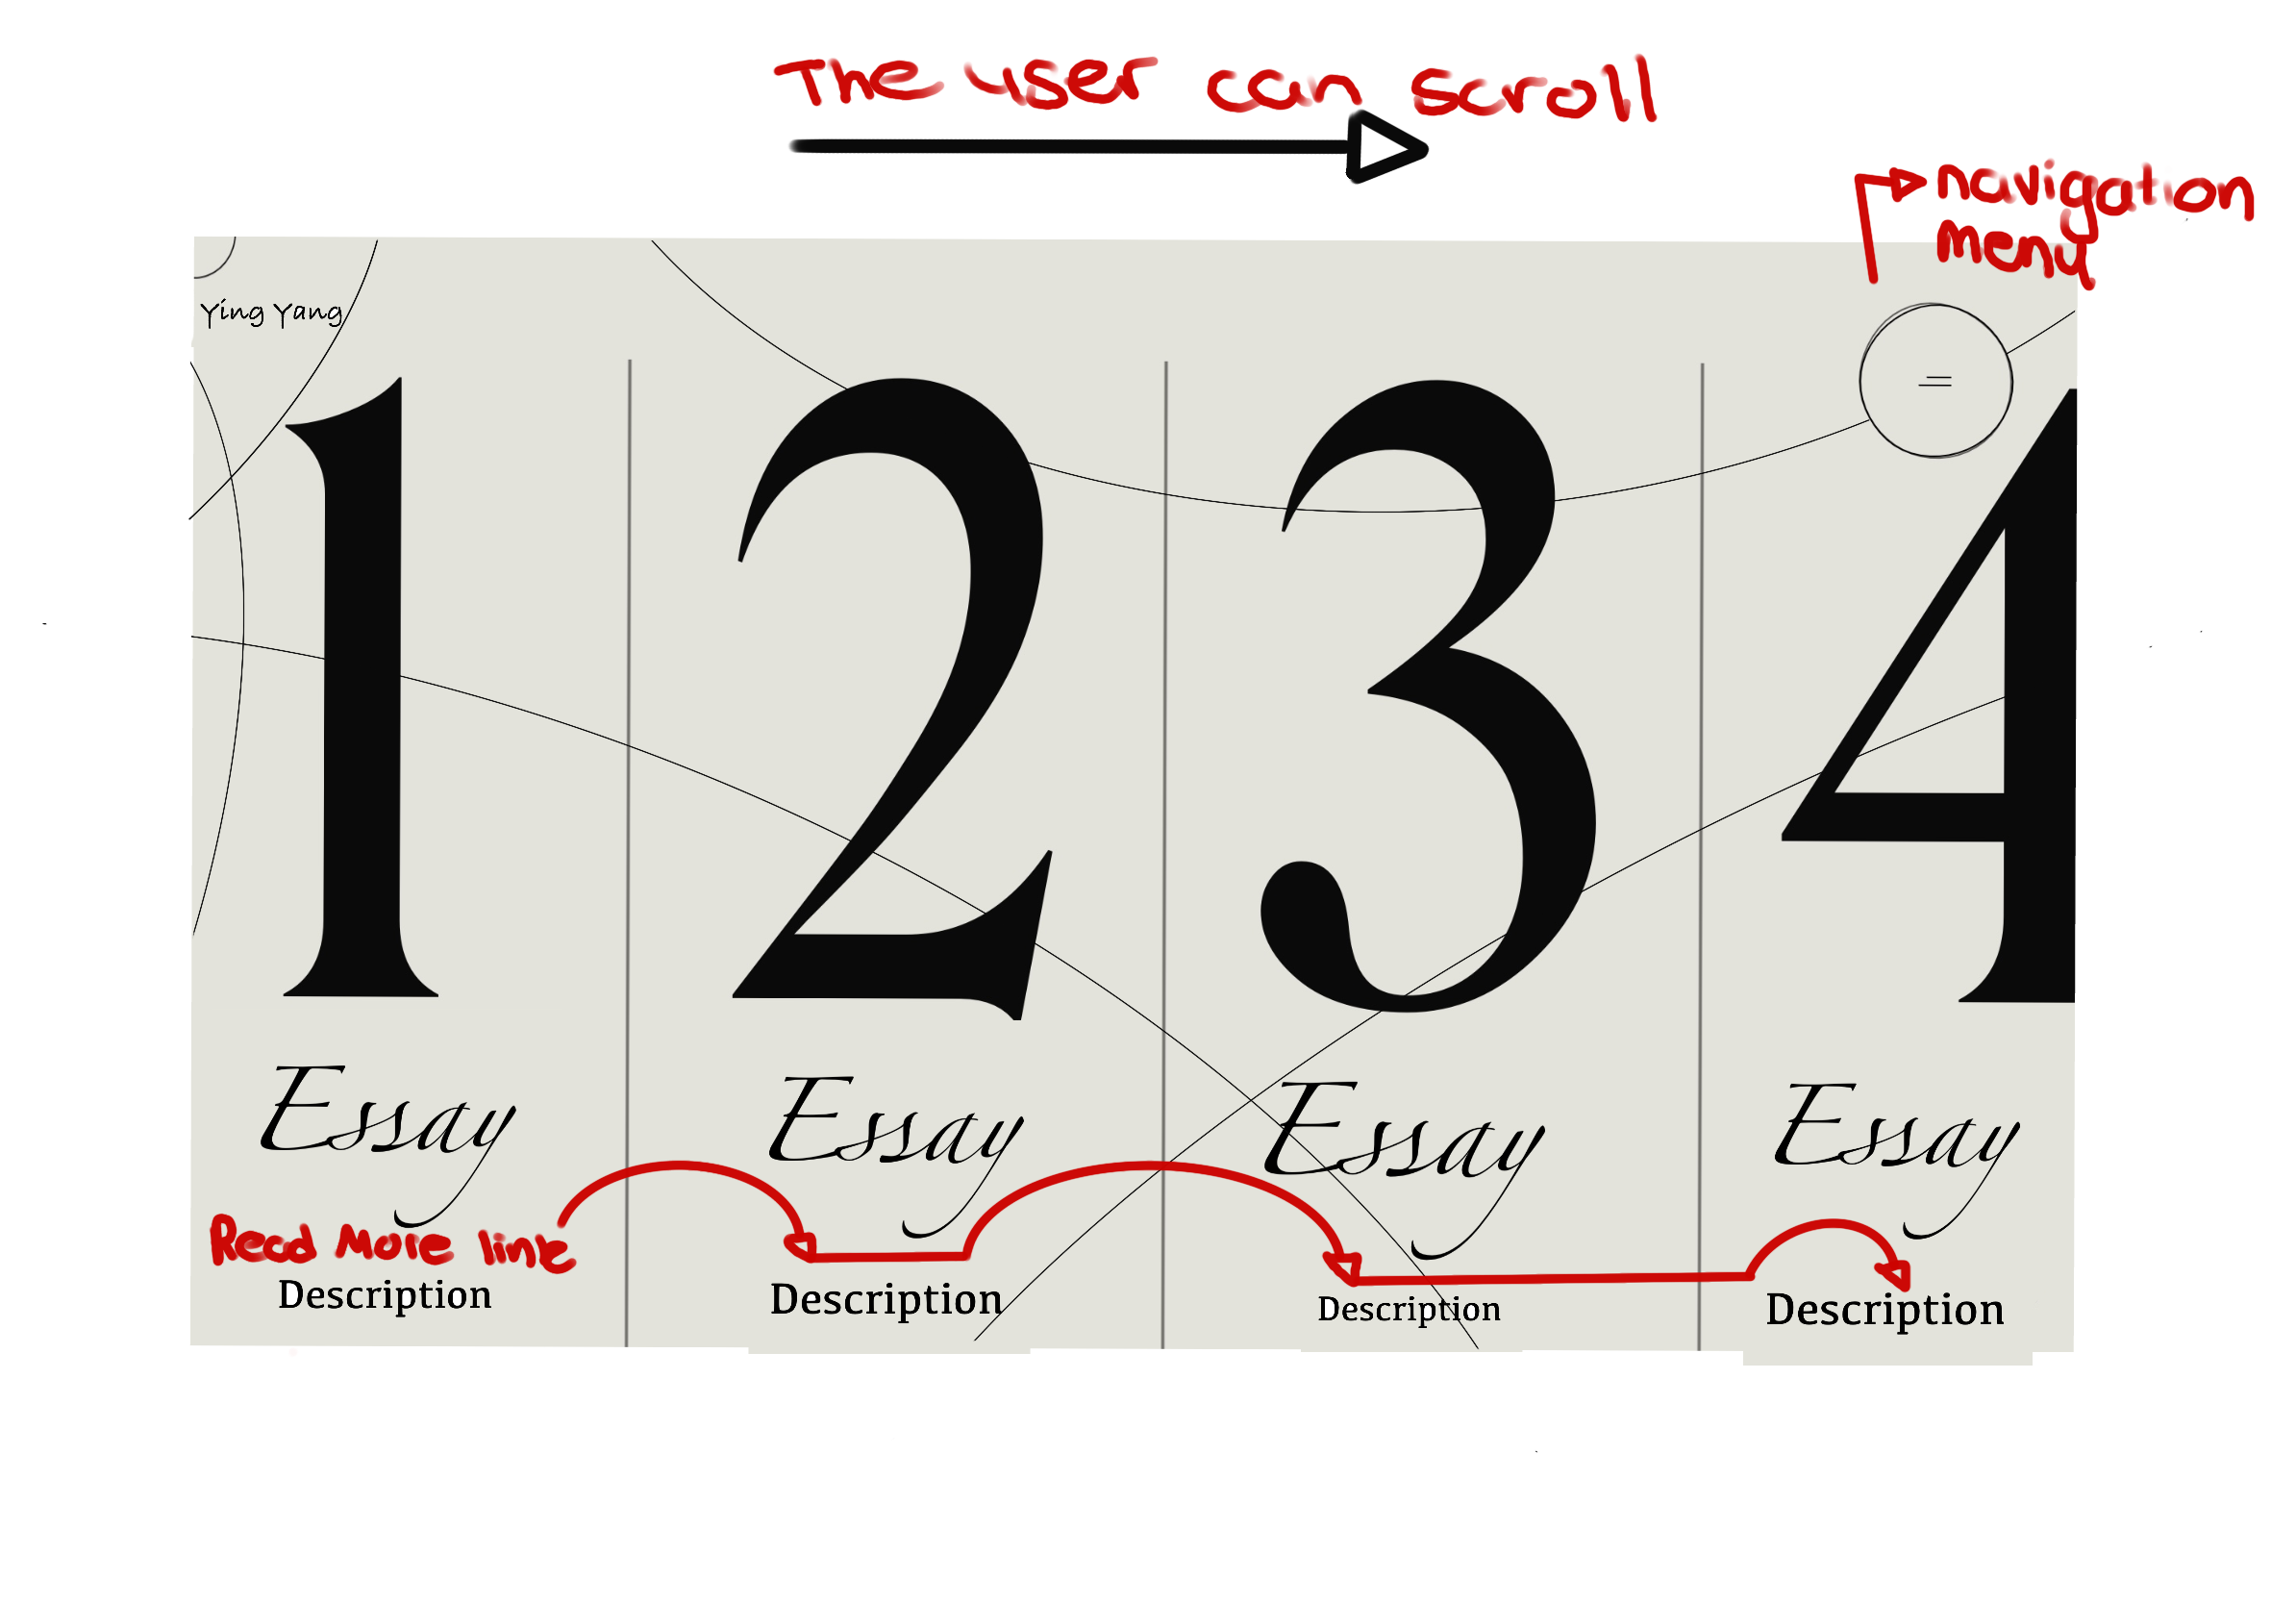 The user can scroll
navigation
menu
Ying Yang
=
1 2 3 4
Essay Essay Essay Essay
Read More line
Description Description Description Description